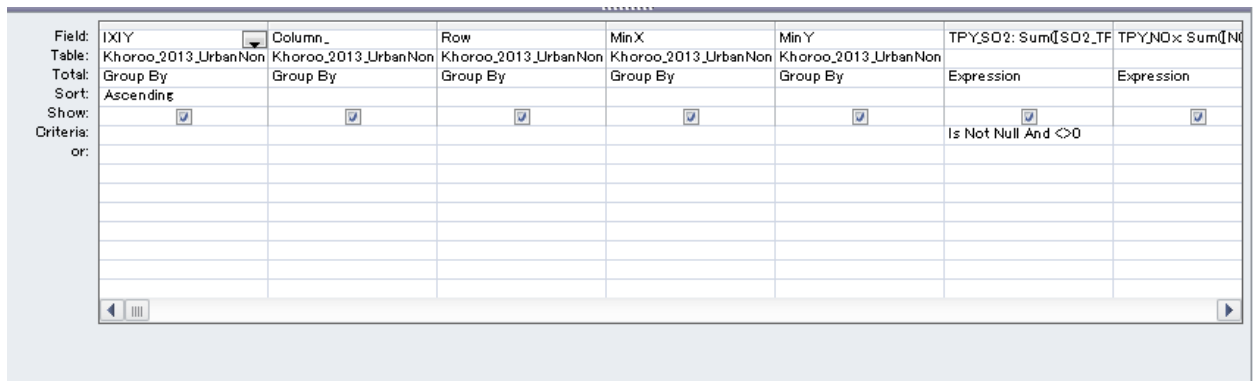 Field: IXIY Column_ Row MinX MinY TPY_SO2: Sum([SO2_TF TPY_NOx: Sum([NO
Table: Khoroo_2013_UrbanNon Khoroo_2013_UrbanNon Khoroo_2013_UrbanNon Khoroo_2013_UrbanNon Khoroo_2013_UrbanNon
Total: Group By Group By Group By Group By Group By Expression Expression
Sort: Ascending
Show:
Criteria: Is Not Null And <>0
or: